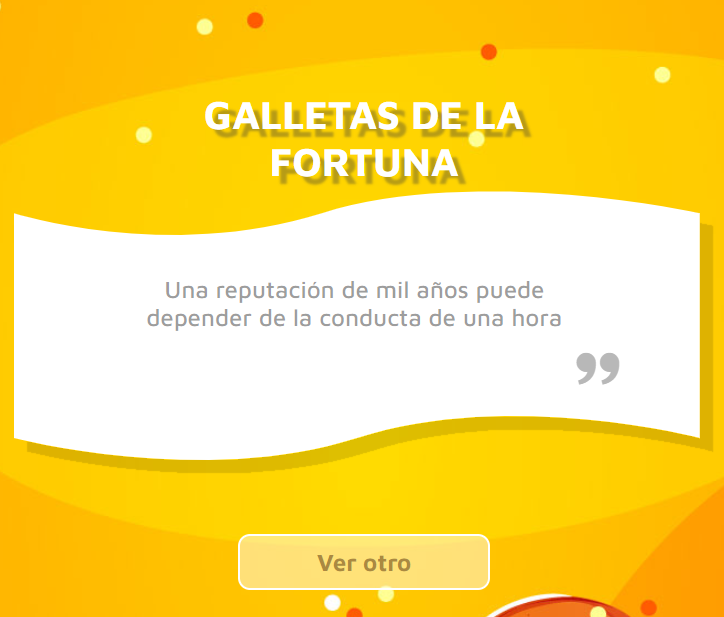 GALLETAS DE LA
FORTUNA
Una reputación de mil años puede
depender de la conducta de una hora
”
Ver otro